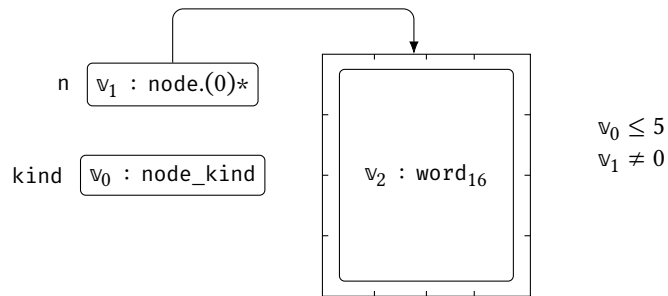 n 𝕧₁ : node.(0)*
kind 𝕧₀ : node_kind
𝕧₂ : word₁₆
𝕧₀ ≤ 5
𝕧₁ ≠ 0